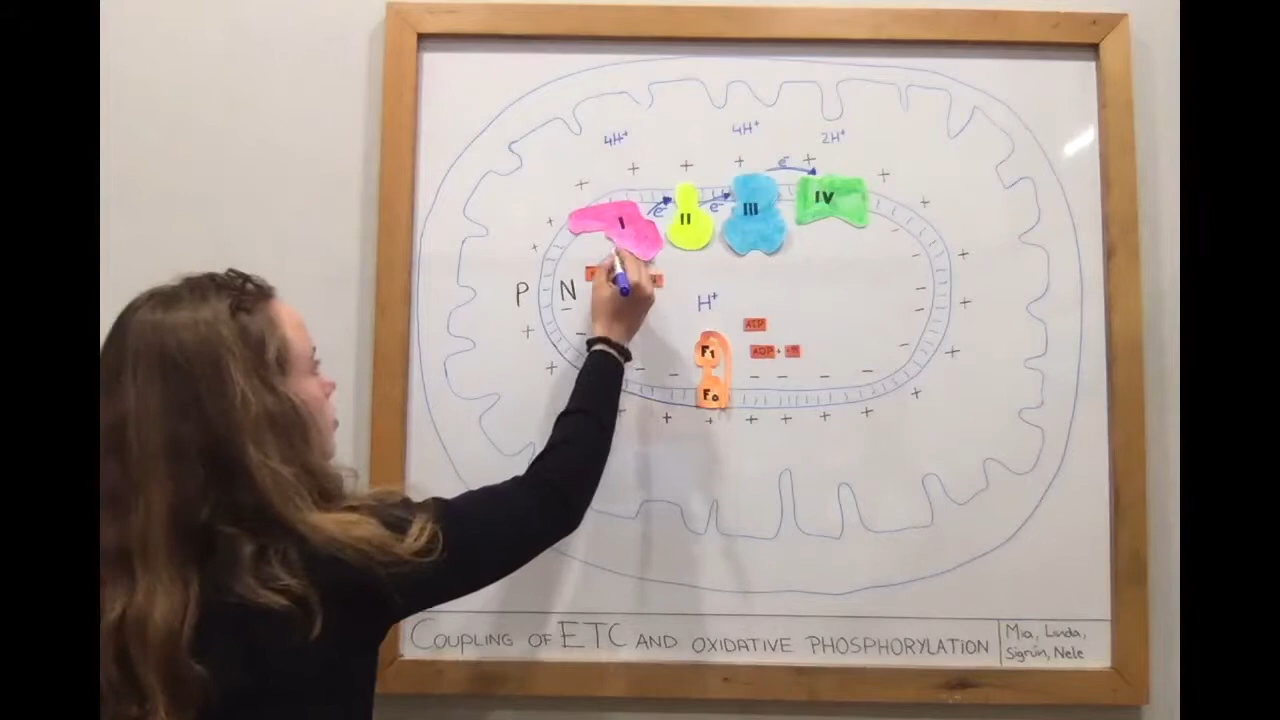 4H⁺ 4H⁺ 2H⁺
e⁻
I II III IV
e⁻ e⁻
P N
H⁺
ATP
F₁ ADP +
F₀
COUPLING OF ETC AND OXIDATIVE PHOSPHORYLATION
Mia, Linda,
Sigrún, Nele